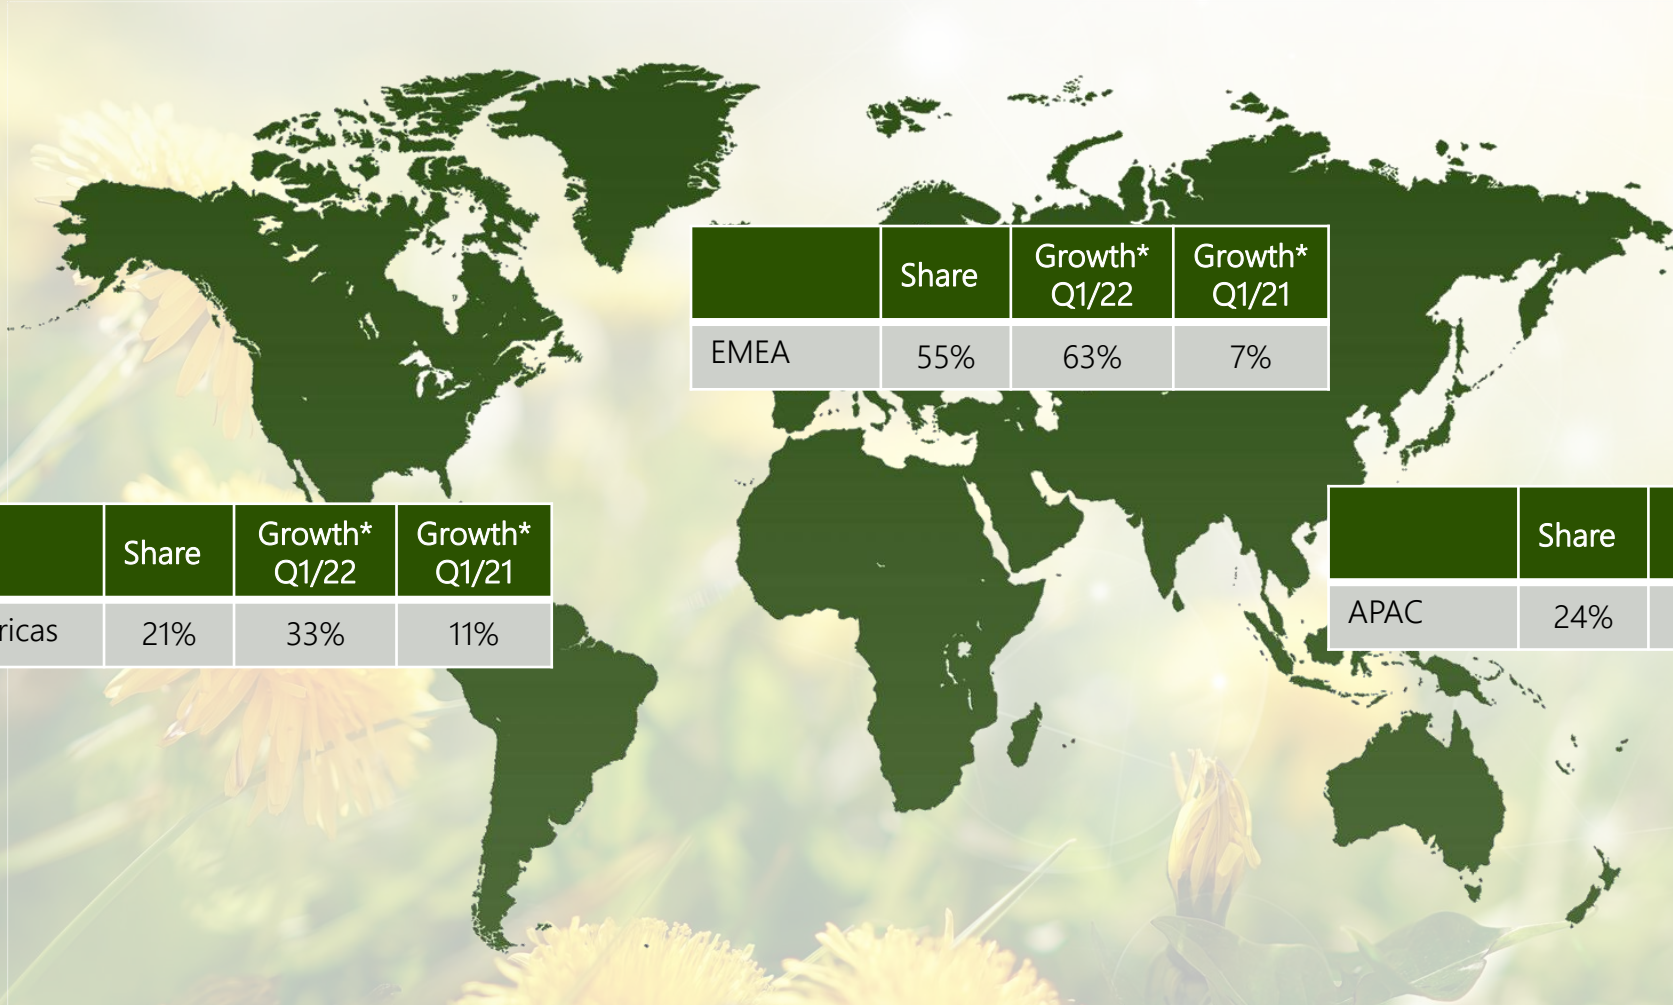 Share Growth* Growth*
Q1/22 Q1/21
EMEA 55% 63% 7%
Share Growth* Growth*
Q1/22 Q1/21
ricas 21% 33% 11%
Share
APAC 24%